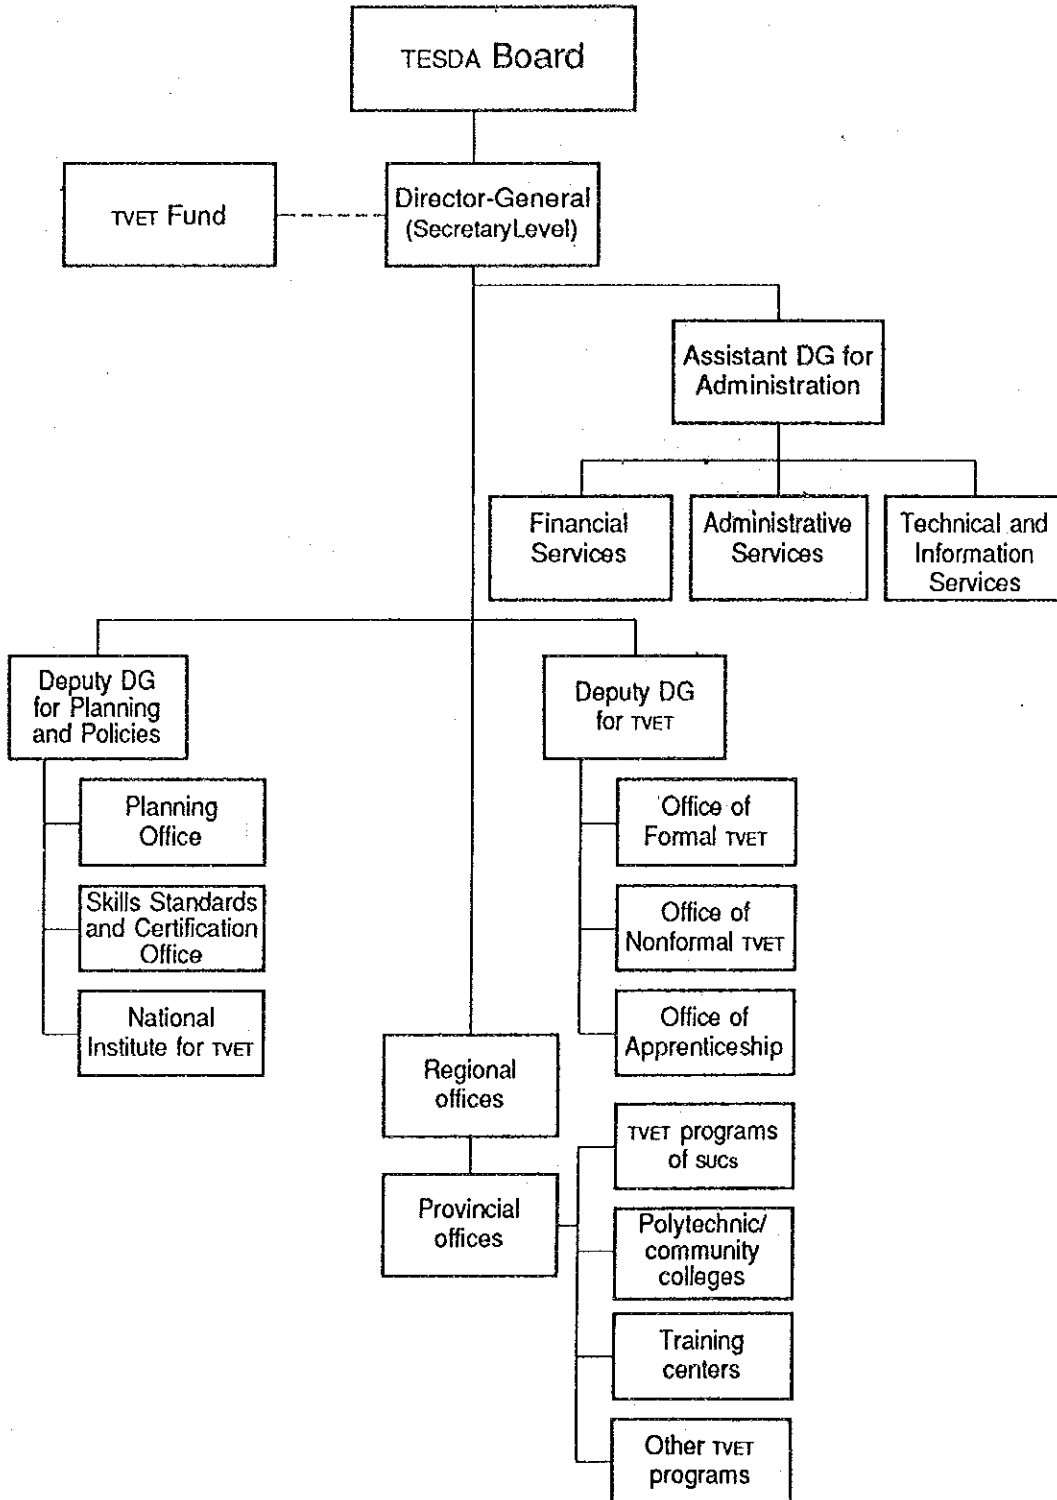 TESDA Board
TVET Fund
Director-General
(SecretaryLevel)
Assistant DG for
Administration
Financial
Services
Administrative
Services
Technical and
Information
Services
Deputy DG
for Planning
and Policies
Deputy DG
for TVET
Planning
Office
Skills Standards
and Certification
Office
National
Institute for TVET
Office of
Formal TVET
Office of
Nonformal TVET
Office of
Apprenticeship
Regional
offices
Provincial
offices
TVET programs
of SUCs
Polytechnic/
community
colleges
Training
centers
Other TVET
programs